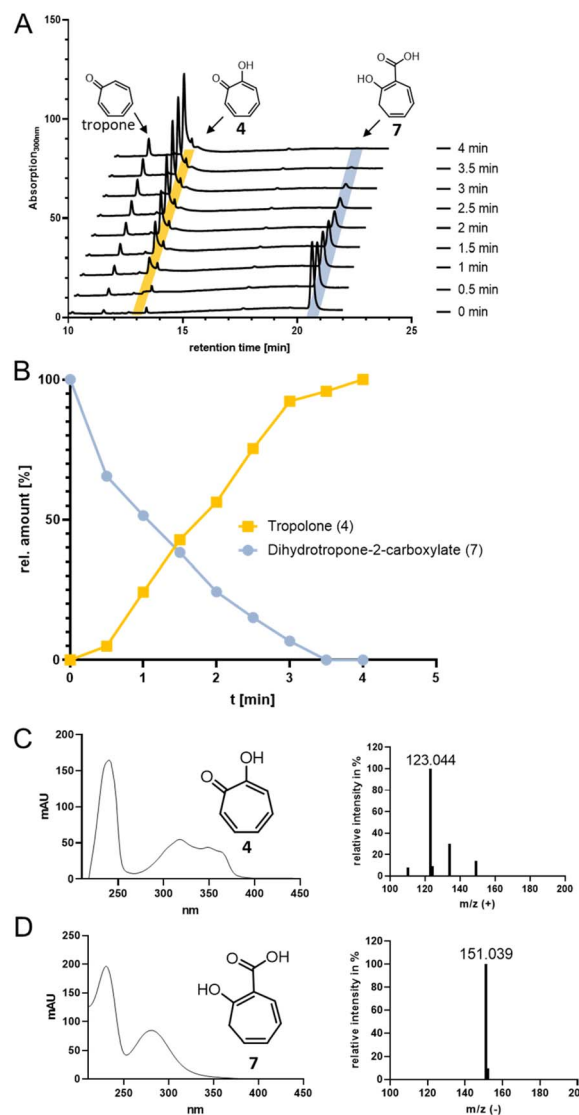 A
150
100
50
0
Absorption300nm
O
tropone
O
OH
4
O
OH
HO
7
4 min
3.5 min
3 min
2.5 min
2 min
1.5 min
1 min
0.5 min
0 min
10
15
20
25
retention time [min]
B
100
50
0
rel. amount [%]
Tropolone (4)
Dihydrotropone-2-carboxylate (7)
0
1
2
3
4
5
t [min]
C
200
150
100
50
0
mAU
OH
O
4
250
300
350
400
450
nm
120
100
80
60
40
20
0
relative intensity in %
123.044
100
120
140
160
180
200
m/z (+)
D
250
200
150
100
50
0
mAU
O
OH
HO
7
250
300
350
400
450
nm
120
100
80
60
40
20
0
relative intensity in %
151.039
100
120
140
160
180
200
m/z (-)